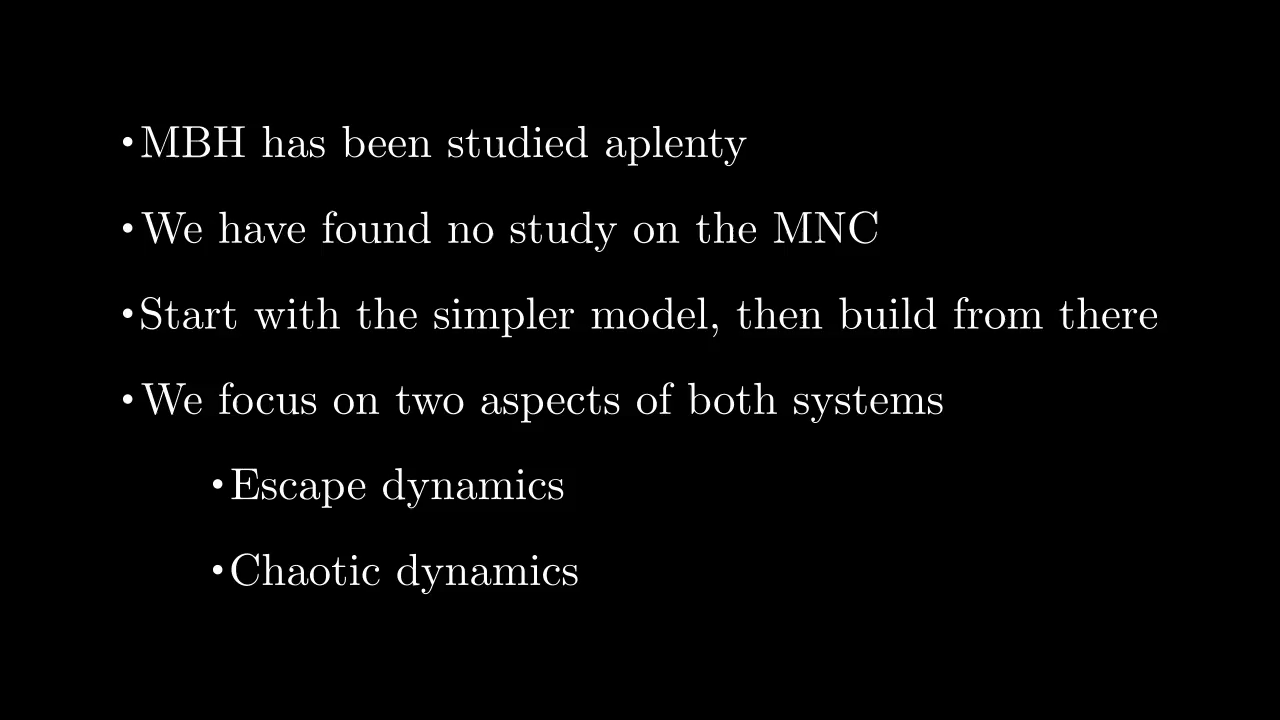 •MBH has been studied aplenty
•We have found no study on the MNC
•Start with the simpler model, then build from there
•We focus on two aspects of both systems
•Escape dynamics
•Chaotic dynamics